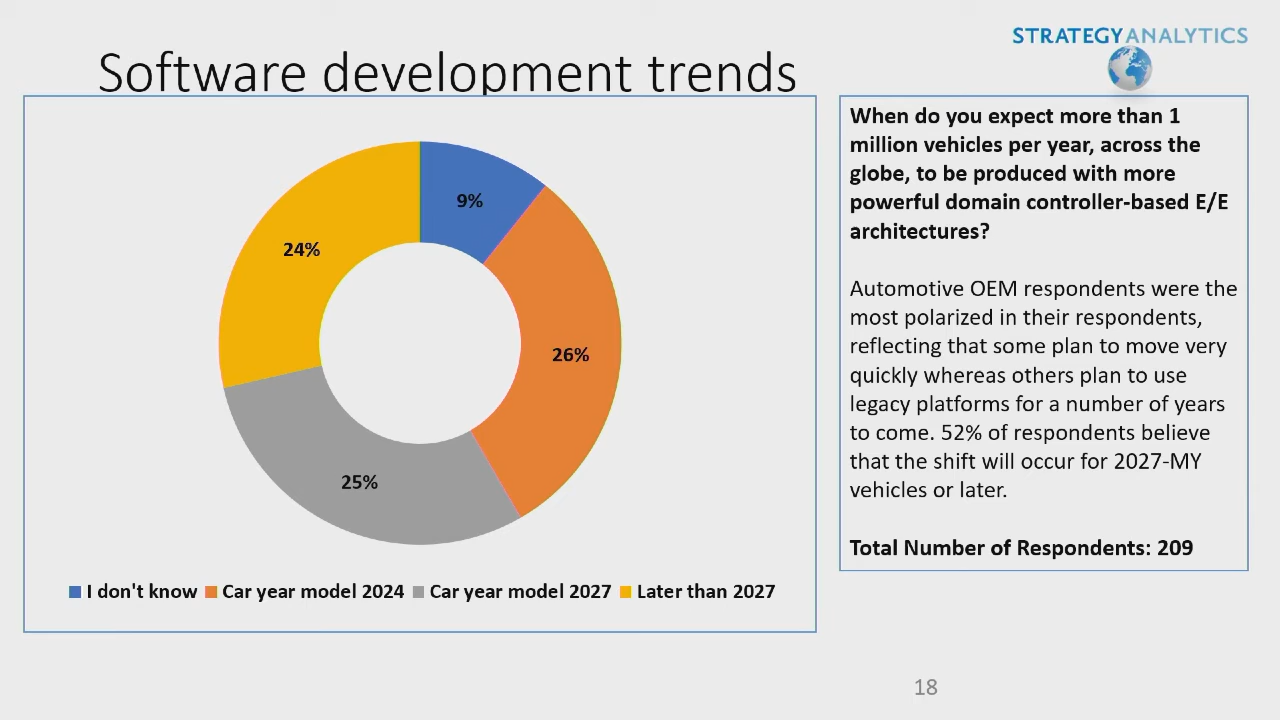 STRATEGYANALYTICS
Software development trends
9%
26%
25%
24%
I don't know Car year model 2024 Car year model 2027 Later than 2027
When do you expect more than 1
million vehicles per year, across the
globe, to be produced with more
powerful domain controller-based E/E
architectures?
Automotive OEM respondents were the
most polarized in their respondents,
reflecting that some plan to move very
quickly whereas others plan to use
legacy platforms for a number of years
to come. 52% of respondents believe
that the shift will occur for 2027-MY
vehicles or later.
Total Number of Respondents: 209
18